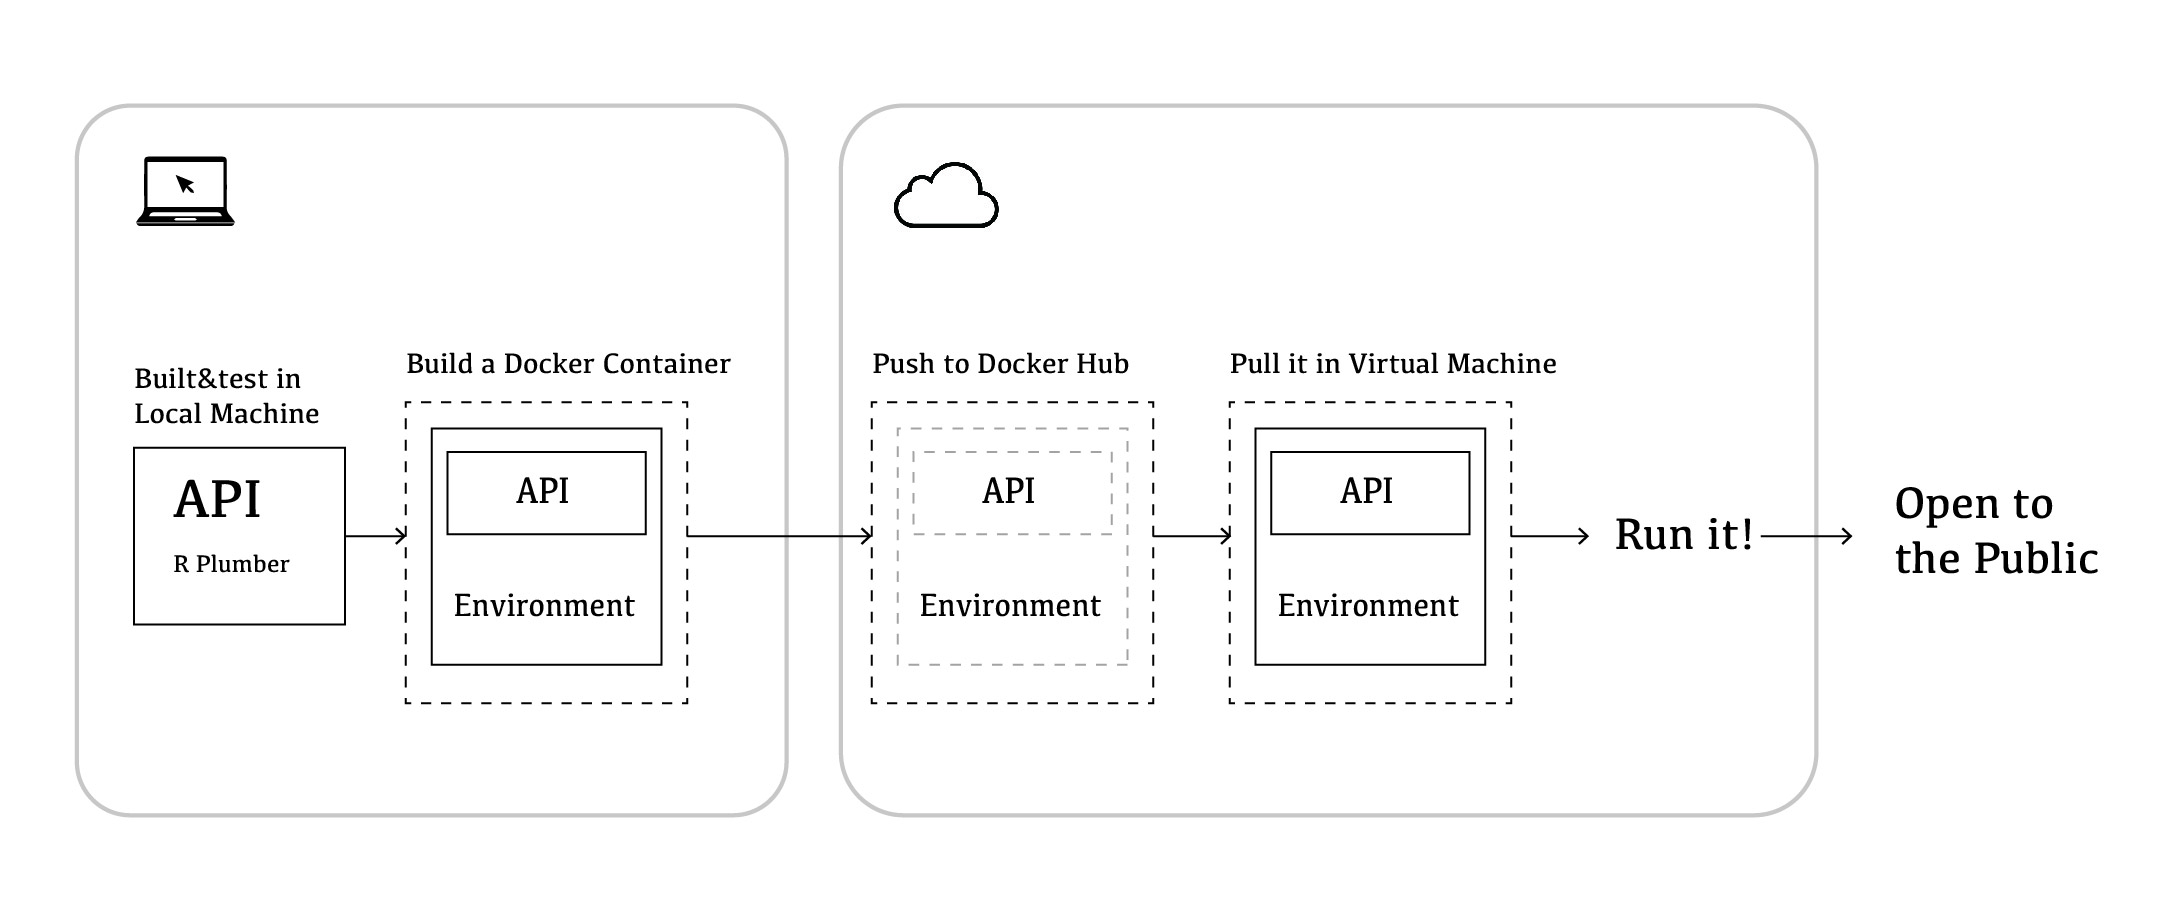 Built&test in
Local Machine
API
R Plumber
Build a Docker Container
API
Environment
Push to Docker Hub
API
Environment
Pull it in Virtual Machine
API
Environment
Run it!
Open to
the Public